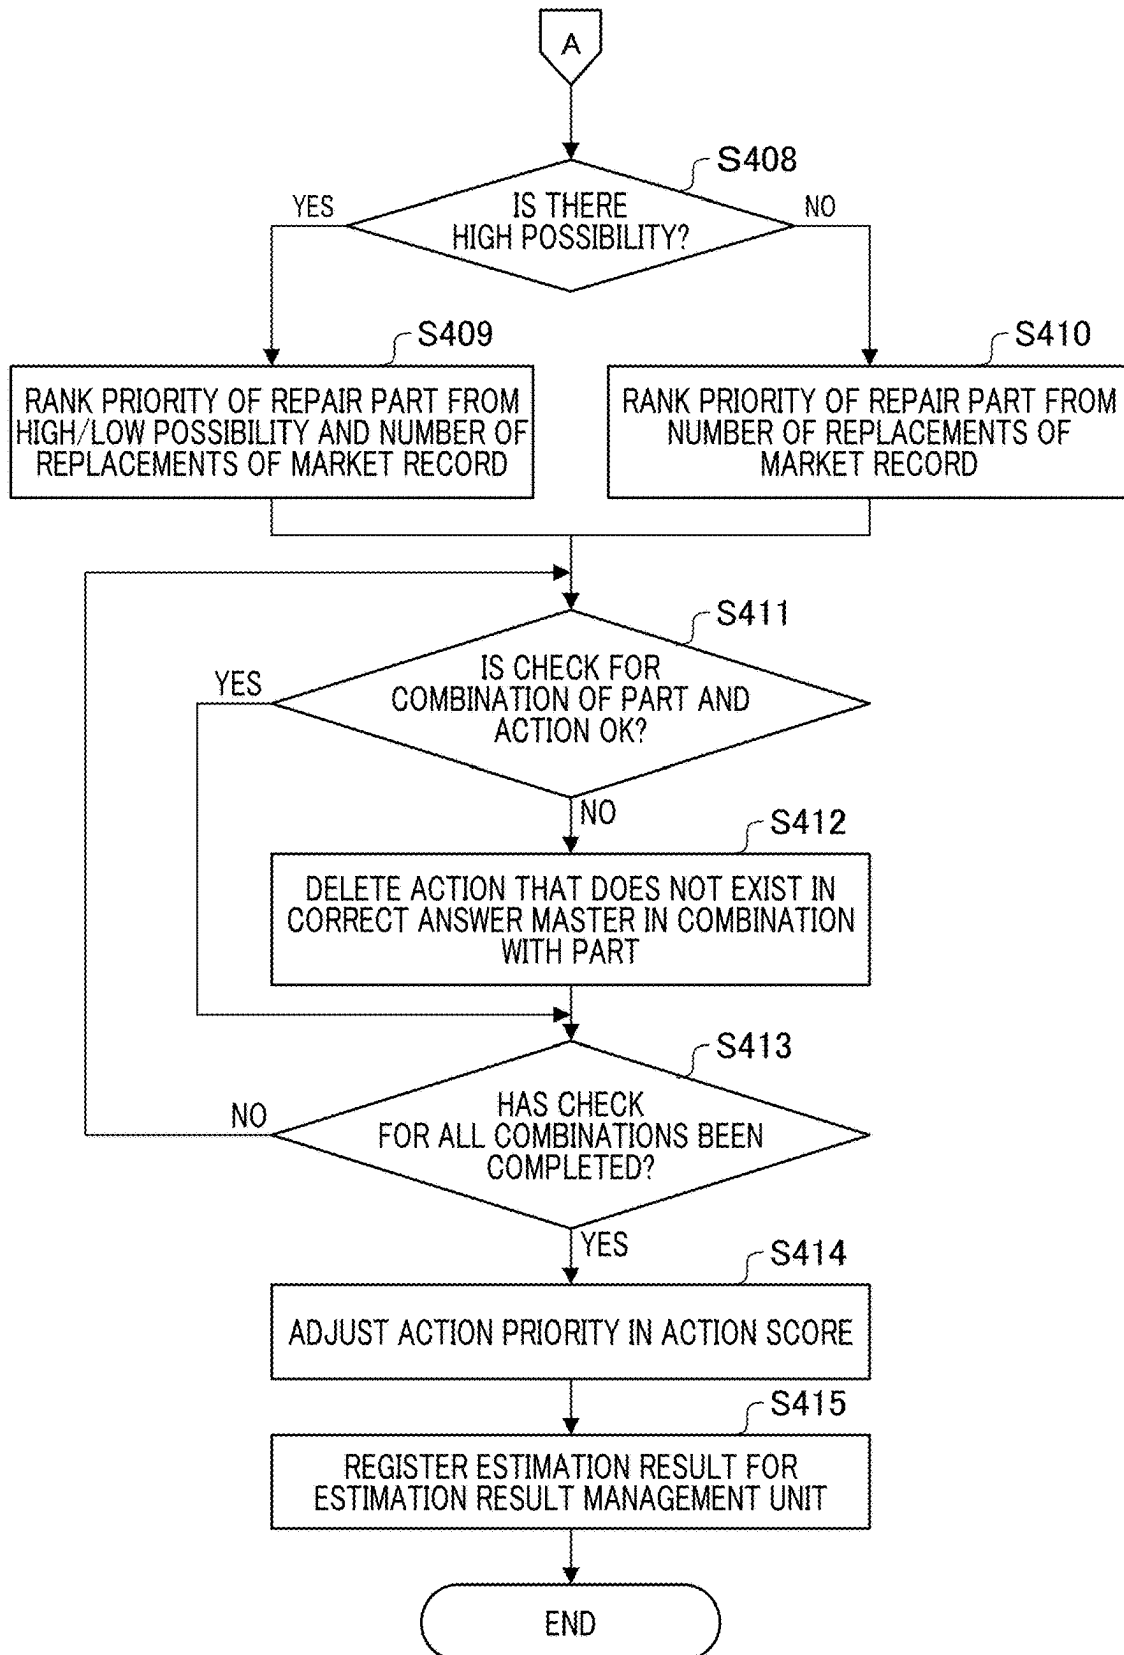 A
S408
YES
IS THERE
HIGH POSSIBILITY?
NO
S409
RANK PRIORITY OF REPAIR PART FROM
HIGH/LOW POSSIBILITY AND NUMBER OF
REPLACEMENTS OF MARKET RECORD
S410
RANK PRIORITY OF REPAIR PART FROM
NUMBER OF REPLACEMENTS OF
MARKET RECORD
S411
YES
IS CHECK FOR
COMBINATION OF PART AND
ACTION OK?
NO
S412
DELETE ACTION THAT DOES NOT EXIST IN
CORRECT ANSWER MASTER IN COMBINATION
WITH PART
S413
NO
HAS CHECK
FOR ALL COMBINATIONS BEEN
COMPLETED?
YES
S414
ADJUST ACTION PRIORITY IN ACTION SCORE
S415
REGISTER ESTIMATION RESULT FOR
ESTIMATION RESULT MANAGEMENT UNIT
END